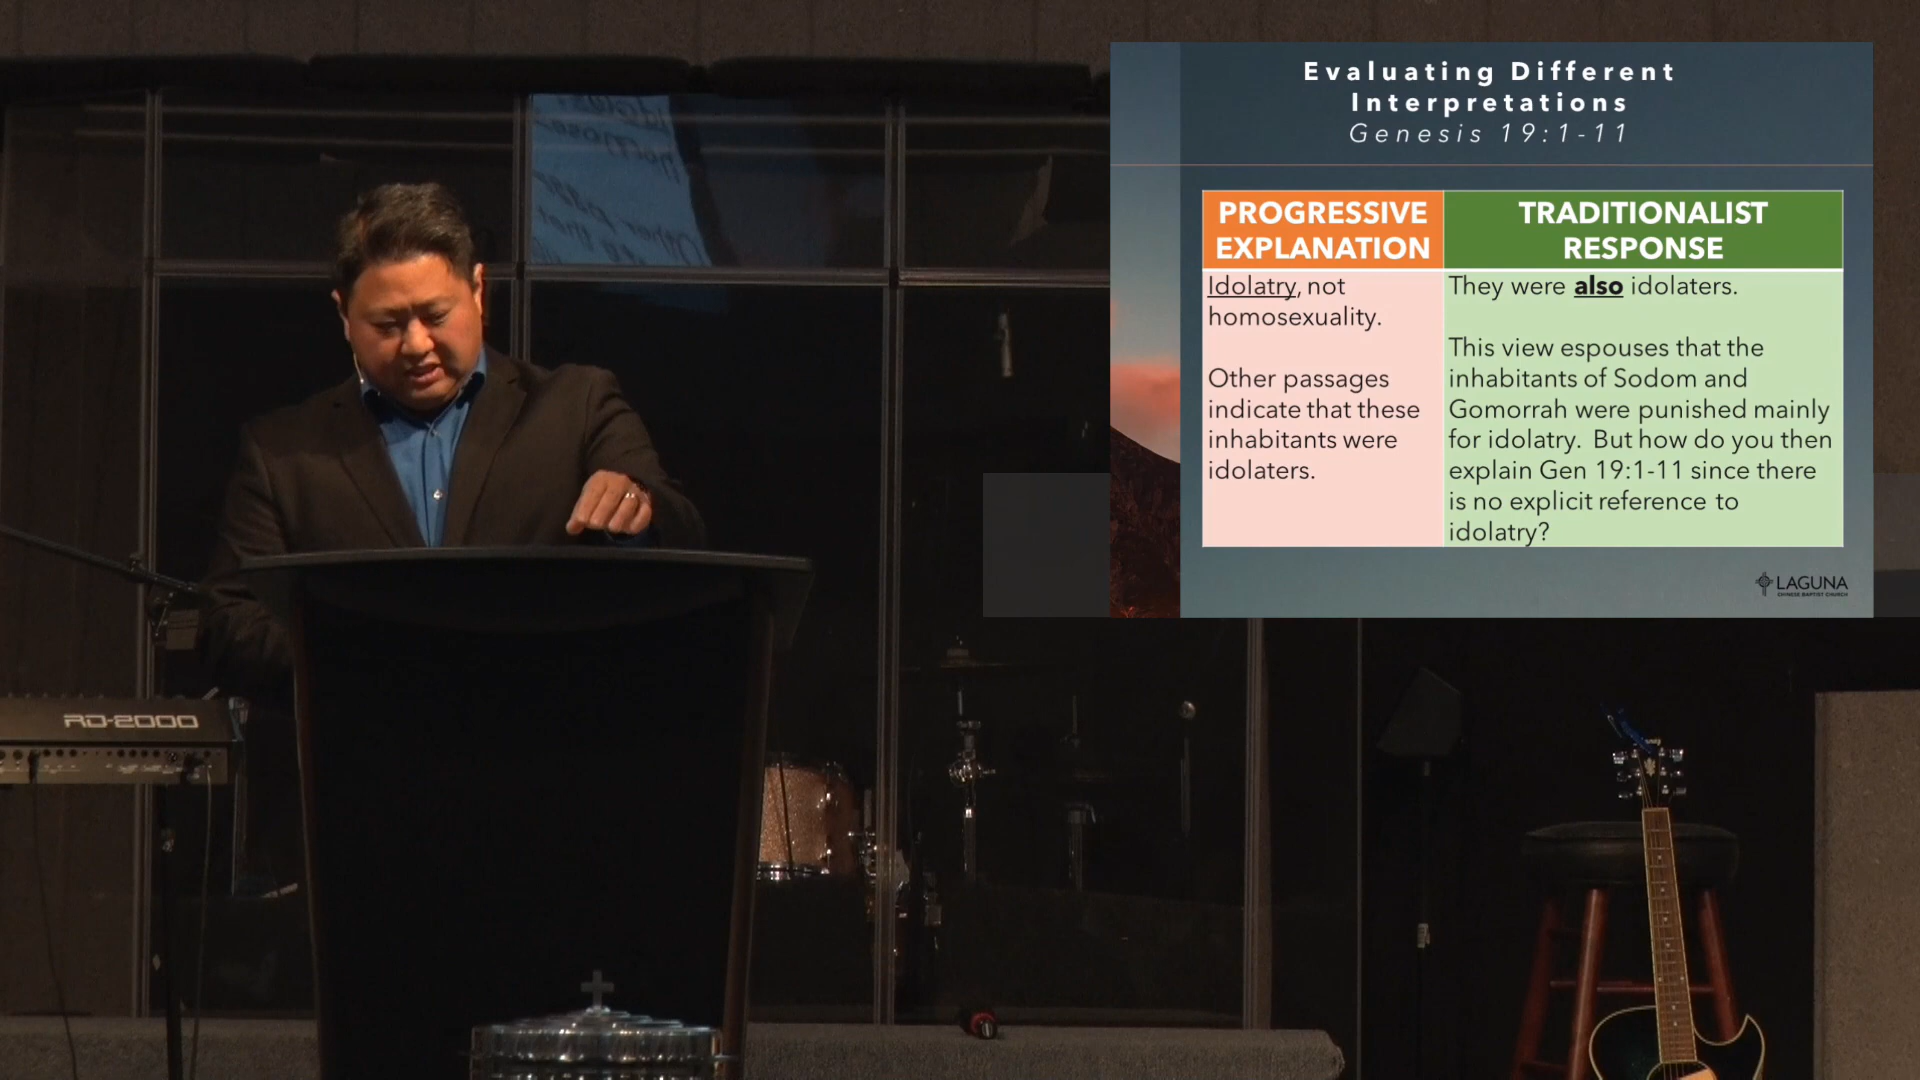 Evaluating Different
Interpretations
Genesis 19:1-11
PROGRESSIVE
EXPLANATION
TRADITIONALIST
RESPONSE
Idolatry, not
homosexuality.
Other passages
indicate that these
inhabitants were
idolaters.
They were also idolaters.
This view espouses that the
inhabitants of Sodom and
Gomorrah were punished mainly
for idolatry. But how do you then
explain Gen 19:1-11 since there
is no explicit reference to
idolatry?
LAGUNA
CHINESE BAPTIST CHURCH
RD-2000